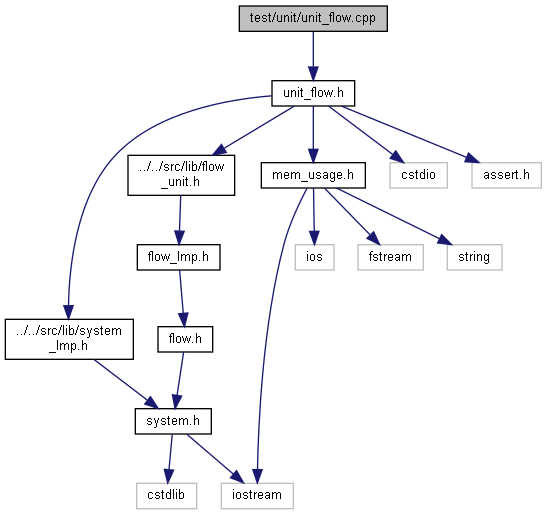 test/unit/unit_flow.cpp
unit_flow.h
../../src/lib/flow
_unit.h
mem_usage.h
cstdio
assert.h
flow_Imp.h
ios
fstream
string
../../src/lib/system
_Imp.h
flow.h
system.h
cstdlib
iostream